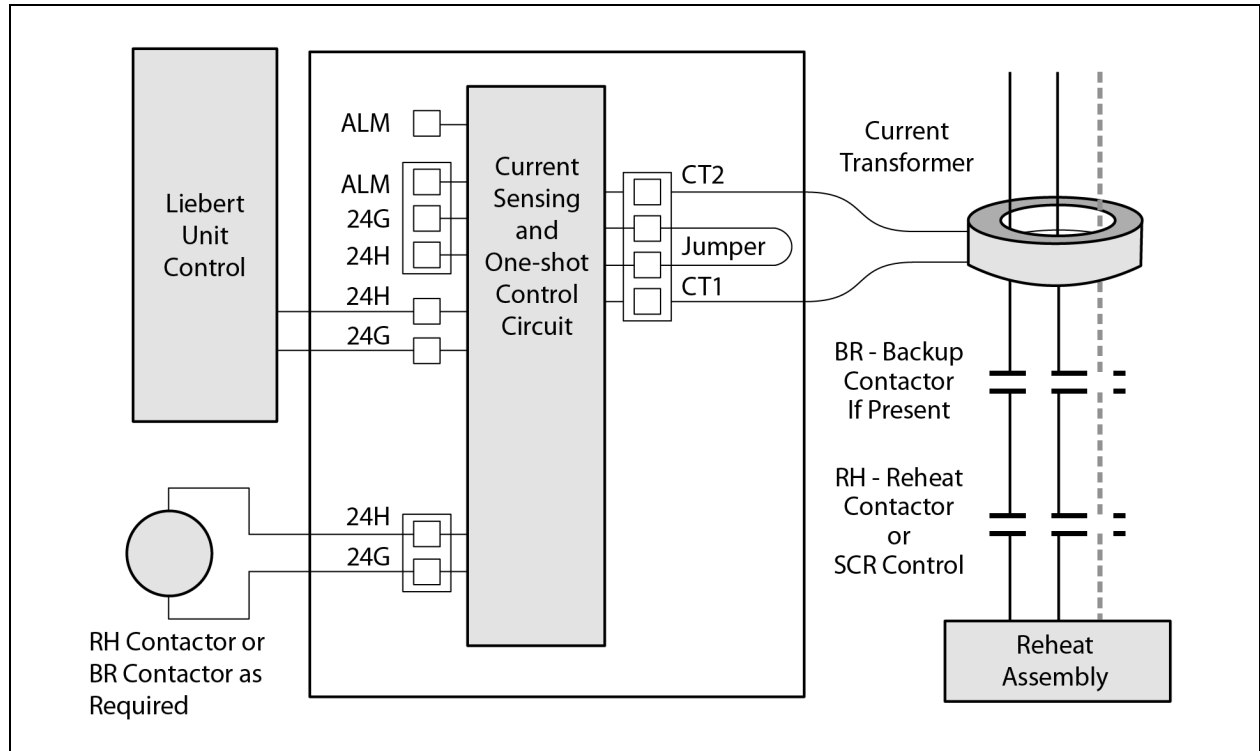 Liebert
Unit
Control
ALM
ALM
24G
24H
24H
24G
24H
24G
RH Contactor or
BR Contactor as
Required
Current
Sensing
and
One-shot
Control
Circuit
CT2
Jumper
CT1
Current
Transformer
BR - Backup
Contactor
If Present
RH - Reheat
Contactor
or
SCR Control
Reheat
Assembly